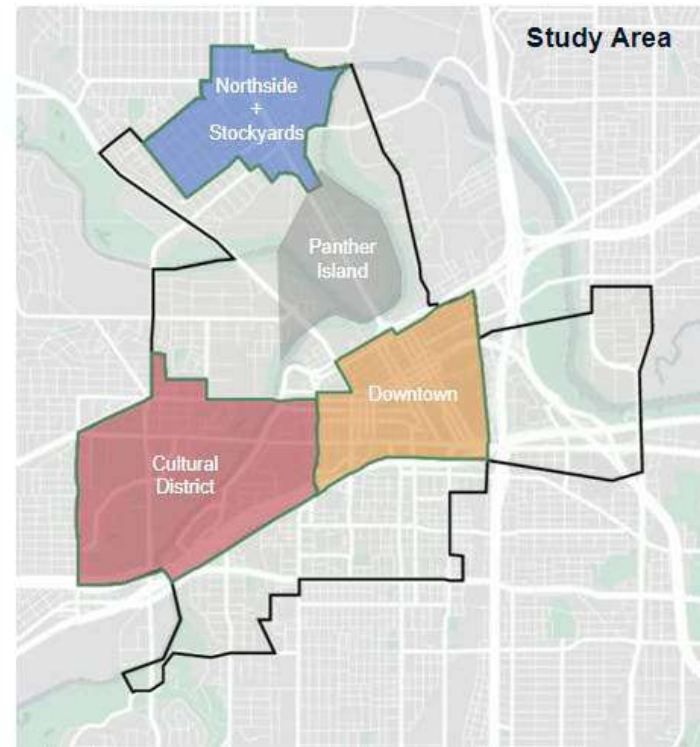 Study Area
Northside
+
Stockyards
Panther
Island
Downtown
Cultural
District